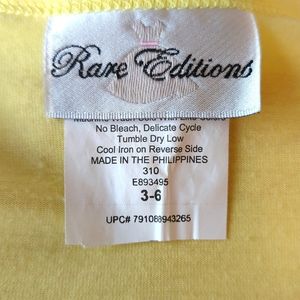 Rare Editions
No Bleach, Delicate Cycle
Tumble Dry Low
Cool Iron on Reverse Side
MADE IN THE PHILIPPINES
310
E893495
3-6
UPC# 791088943265